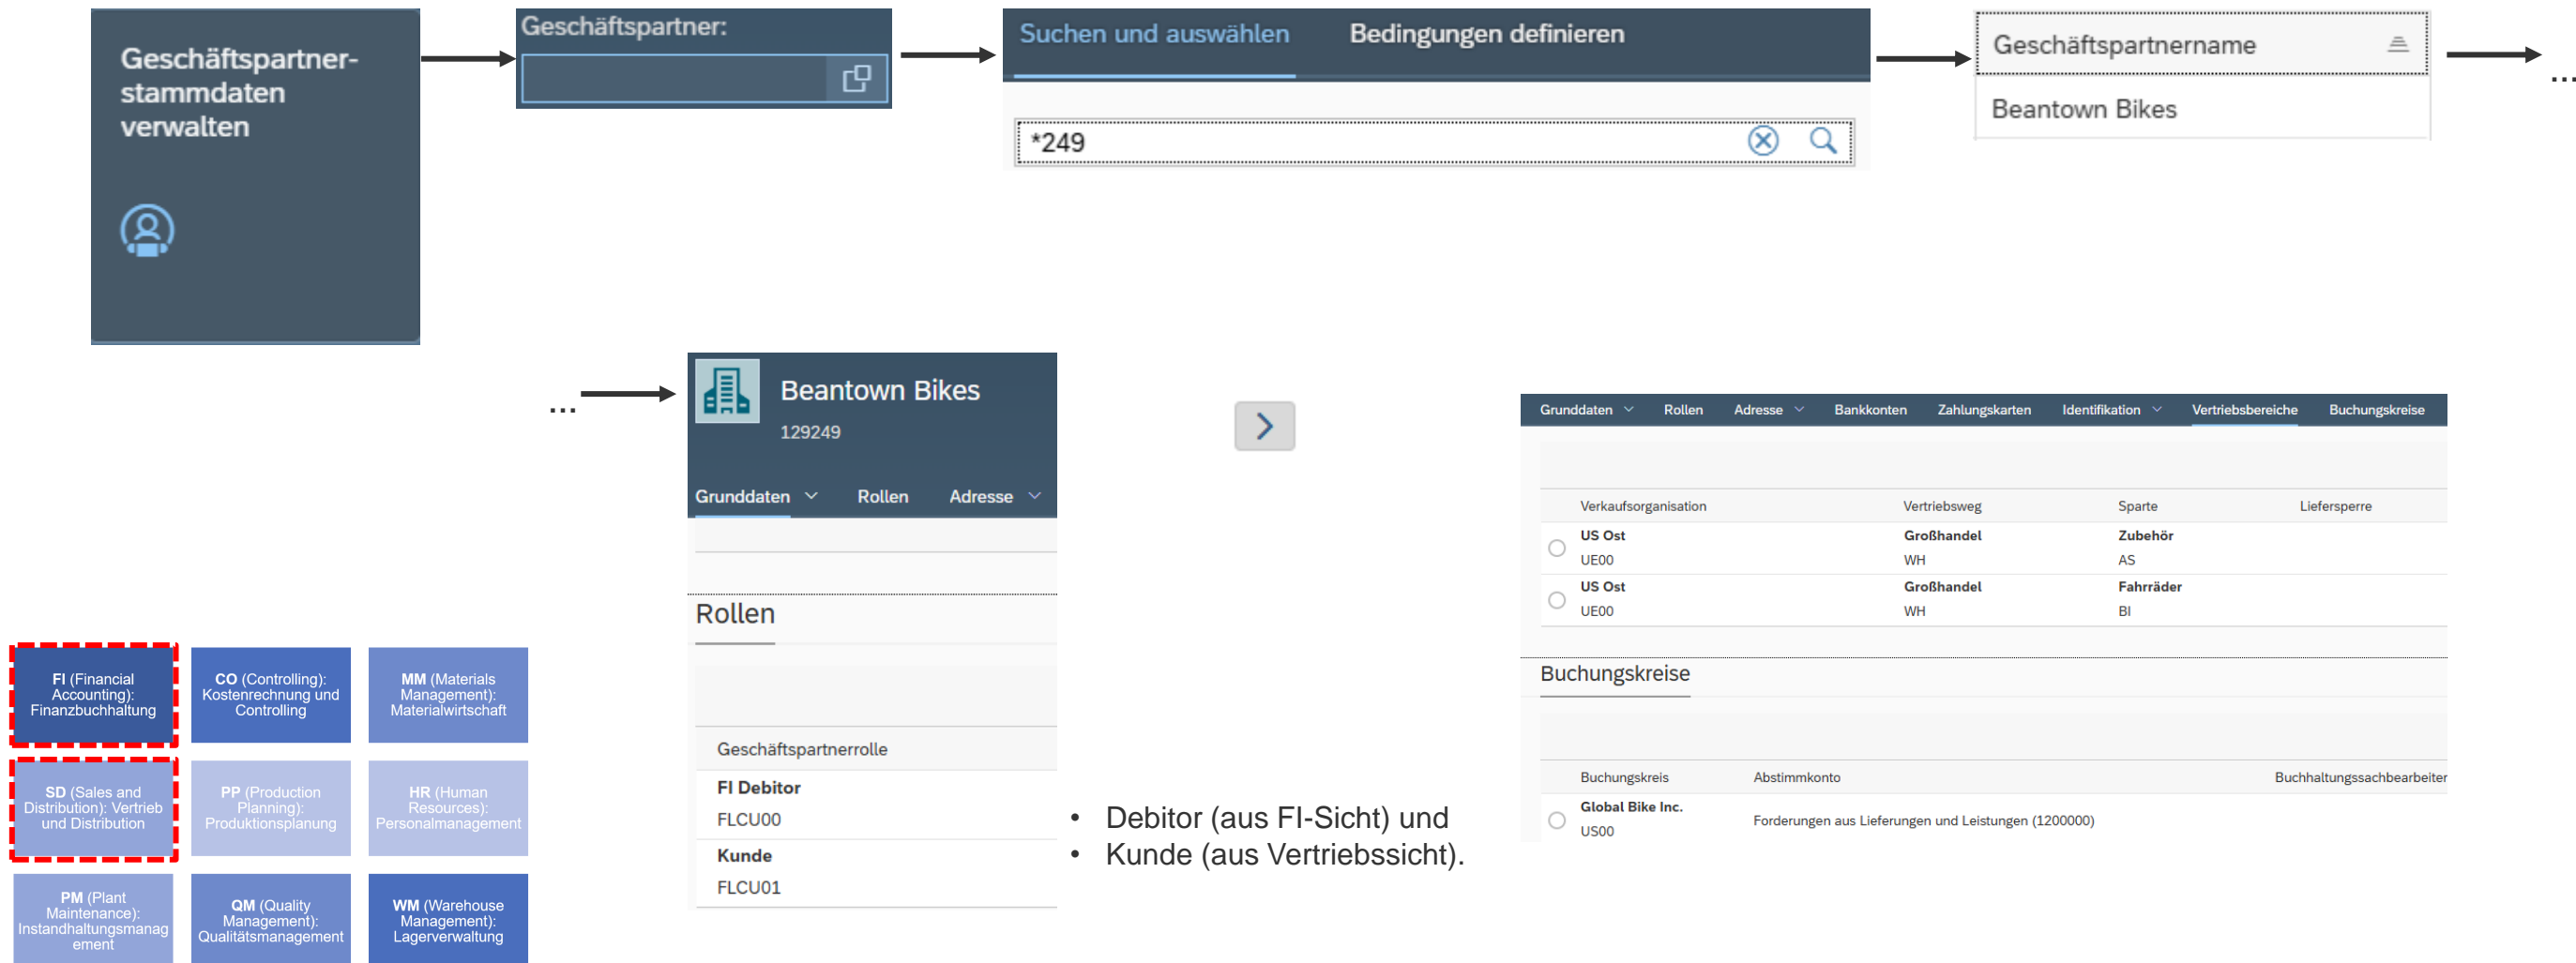 Geschäftspartner-
stammdaten
verwalten
Geschäftspartner:
Suchen und auswählen Bedingungen definieren
*249
Geschäftspartnername
Beantown Bikes
...
...
Beantown Bikes
129249
Grunddaten Rollen Adresse
Rollen
Geschäftspartnerrolle
FI Debitor
FLCU00
Kunde
FLCU01
• Debitor (aus FI-Sicht) und
• Kunde (aus Vertriebssicht).
Grunddaten Rollen Adresse Bankkonten Zahlungskarten Identifikation Vertriebsbereiche Buchungskreise
Verkaufsorganisation Vertriebsweg Sparte Liefersperre
US Ost Großhandel Zubehör
UE00 WH AS
US Ost Großhandel Fahrräder
UE00 WH BI
Buchungskreise
Buchungskreis Abstimmkonto Buchhaltungssachbearbeiter
Global Bike Inc.
US00 Forderungen aus Lieferungen und Leistungen (1200000)
FI (Financial
Accounting):
Finanzbuchhaltung
CO (Controlling):
Kostenrechnung und
Controlling
MM (Materials
Management):
Materialwirtschaft
SD (Sales and
Distribution): Vertrieb
und Distribution
PP (Production
Planning):
Produktionsplanung
HR (Human
Resources):
Personalmanagement
PM (Plant
Maintenance):
Instandhaltungsmanag
ement
QM (Quality
Management):
Qualitätsmanagement
WM (Warehouse
Management):
Lagerverwaltung